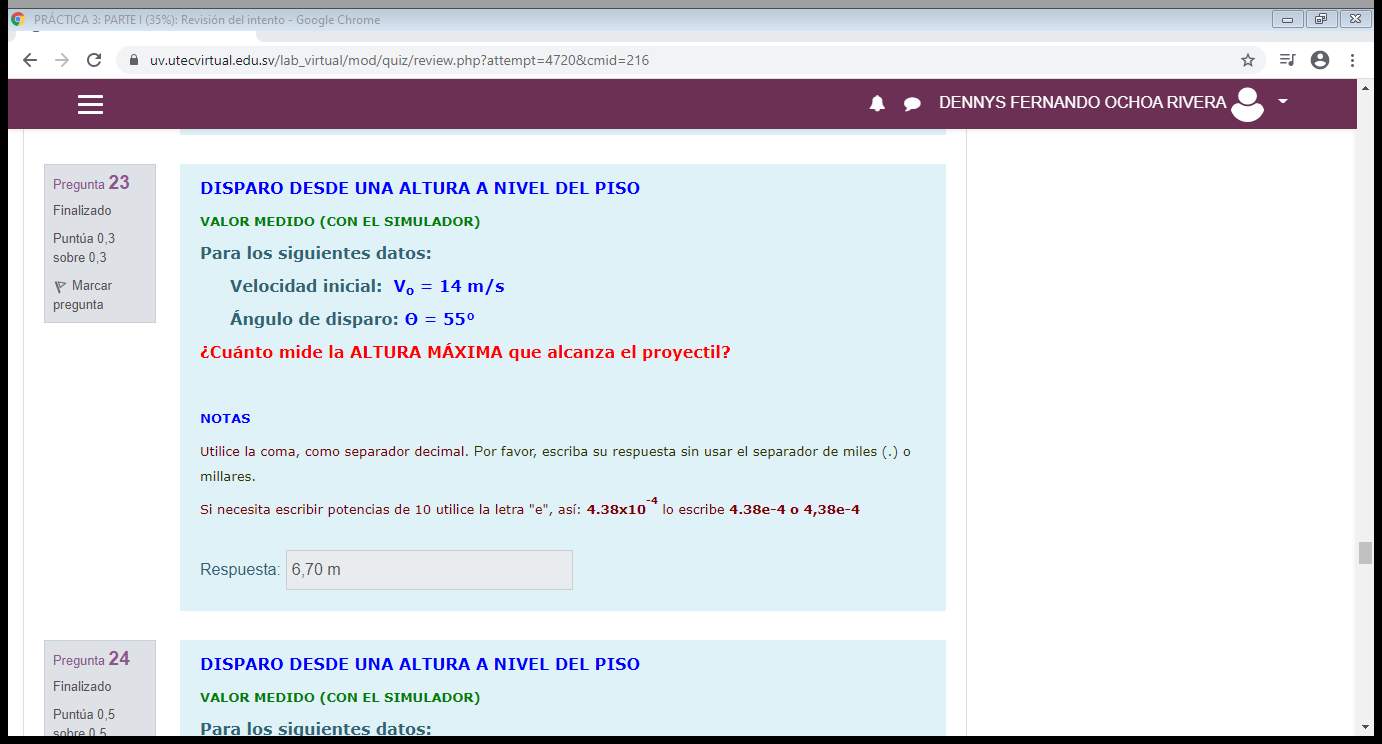 PRÁCTICA 3: PARTE I (35%): Revisión del intento - Google Chrome
uv.utecvirtual.edu.sv/lab_virtual/mod/quiz/review.php?attempt=4720&cmid=216
DENNYS FERNANDO OCHOA RIVERA
Pregunta 23
Finalizado
Puntúa 0,3
sobre 0,3
Marcar
pregunta
DISPARO DESDE UNA ALTURA A NIVEL DEL PISO
VALOR MEDIDO (CON EL SIMULADOR)
Para los siguientes datos:
Velocidad inicial: Vo = 14 m/s
Ángulo de disparo: Θ = 55º
¿Cuánto mide la ALTURA MÁXIMA que alcanza el proyectil?
NOTAS
Utilice la coma, como separador decimal. Por favor, escriba su respuesta sin usar el separador de miles (.) o
millares.
Si necesita escribir potencias de 10 utilice la letra "e", así: 4.38x10-4 lo escribe 4.38e-4 o 4,38e-4
Respuesta: 6,70 m
Pregunta 24
Finalizado
Puntúa 0,5
sobre 0,5
DISPARO DESDE UNA ALTURA A NIVEL DEL PISO
VALOR MEDIDO (CON EL SIMULADOR)
Para los siguientes datos: